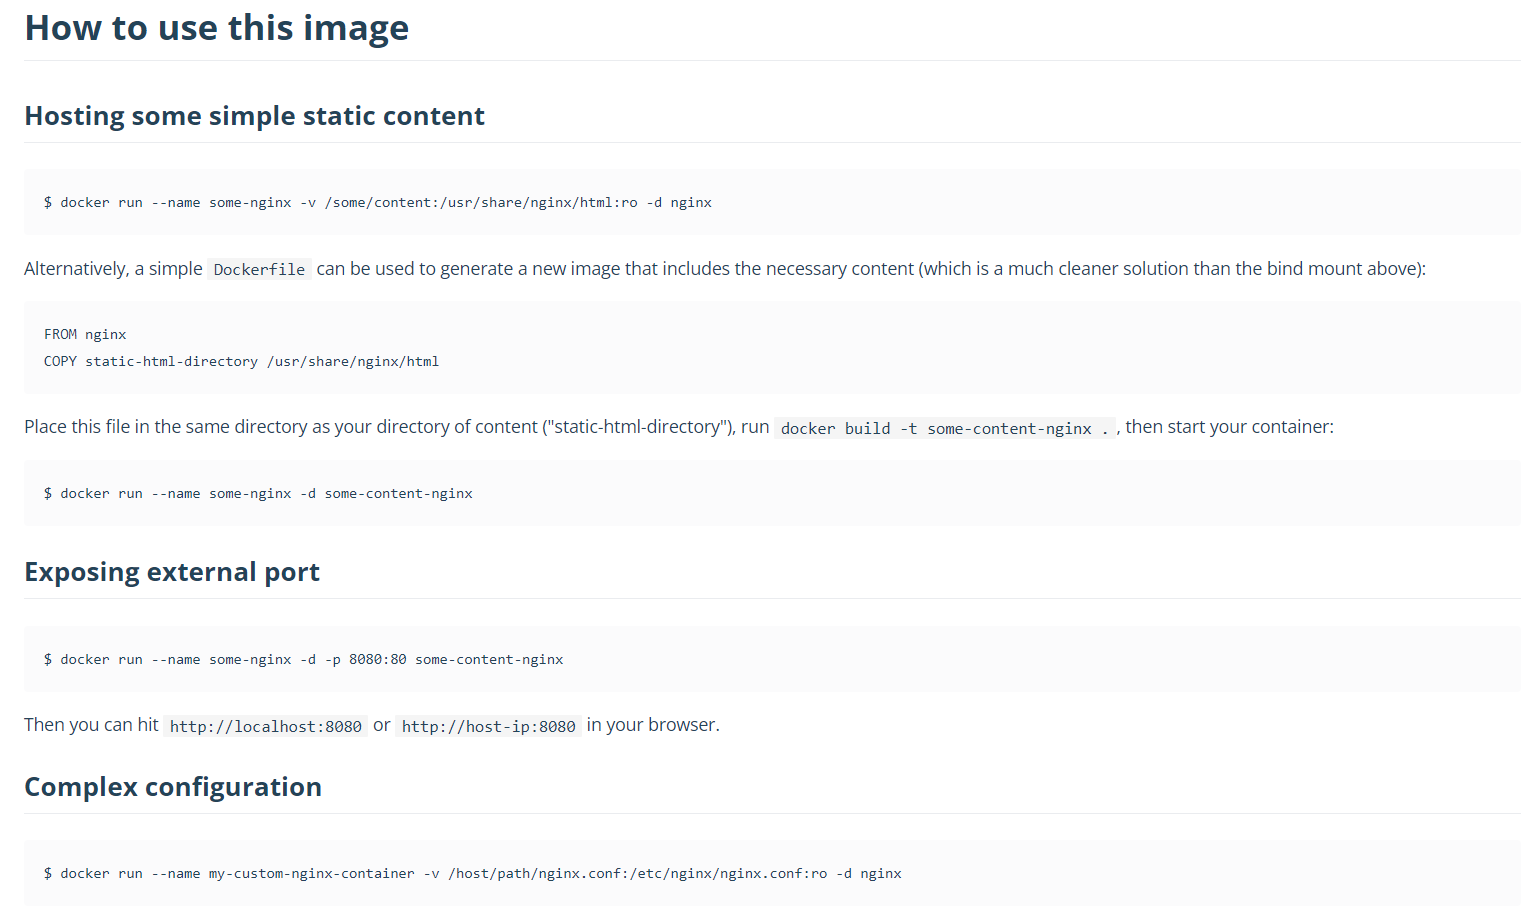 How to use this image
Hosting some simple static content
$ docker run --name some-nginx -v /some/content:/usr/share/nginx/html:ro -d nginx
Alternatively, a simple Dockerfile can be used to generate a new image that includes the necessary content (which is a much cleaner solution than the bind mount above):
FROM nginx
COPY static-html-directory /usr/share/nginx/html
Place this file in the same directory as your directory of content ("static-html-directory"), run docker build -t some-content-nginx . , then start your container:
$ docker run --name some-nginx -d some-content-nginx
Exposing external port
$ docker run --name some-nginx -d -p 8080:80 some-content-nginx
Then you can hit http://localhost:8080 or http://host-ip:8080 in your browser.
Complex configuration
$ docker run --name my-custom-nginx-container -v /host/path/nginx.conf:/etc/nginx/nginx.conf:ro -d nginx